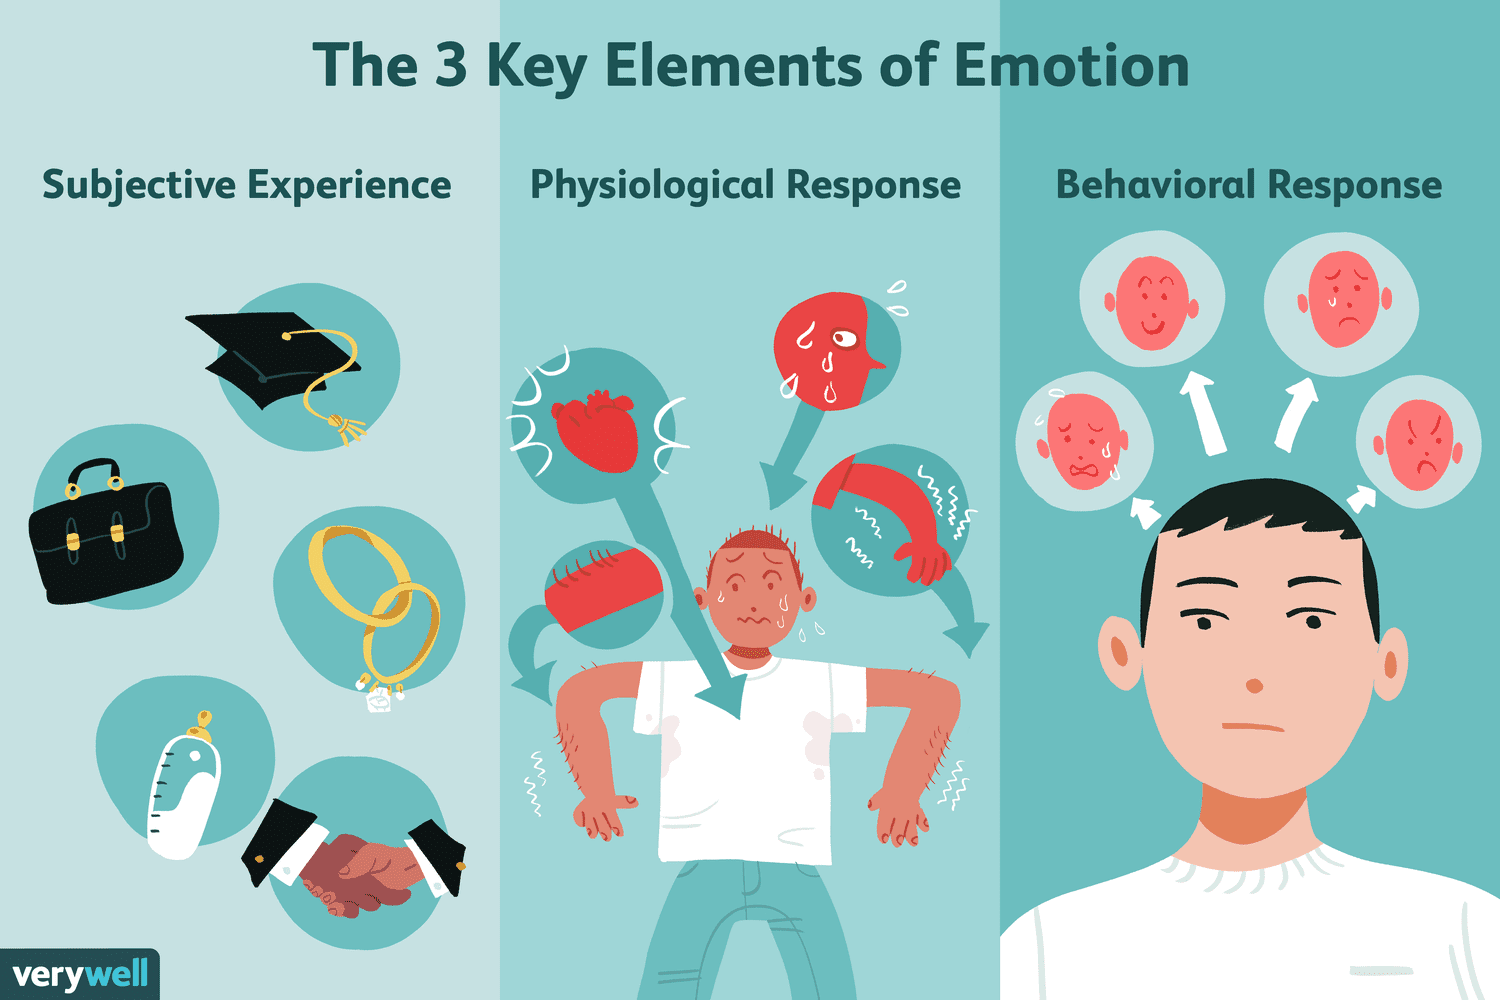 The 3 Key Elements of Emotion
Subjective Experience
Physiological Response
Behavioral Response
verywell